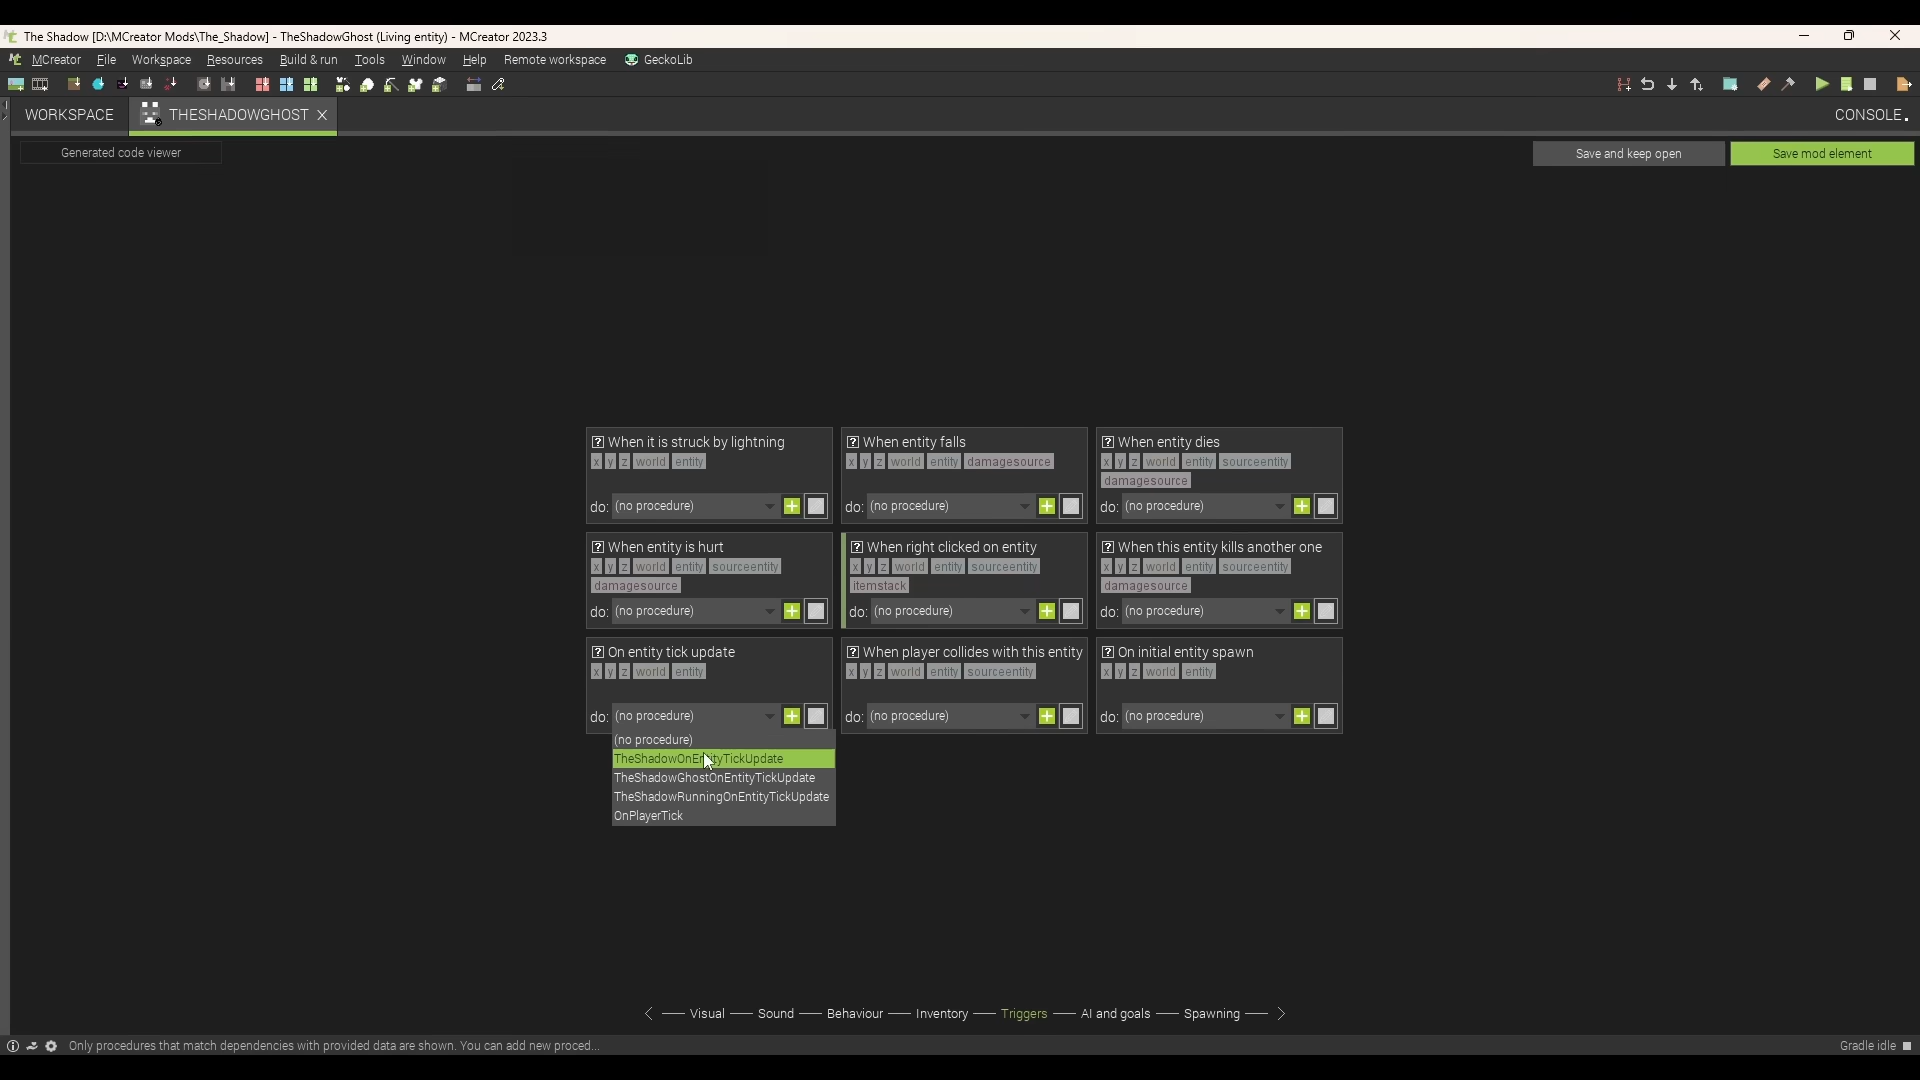 The Shadow [D:\MCreator Mods\The_Shadow] - TheShadowGhost (Living entity) - MCreator 2023.3
MCreator File Workspace Resources Build & run Tools Window Help Remote workspace GeckoLib
WORKSPACE THESHADOWGHOST CONSOLE
Generated code viewer Save and keep open Save mod element
When it is struck by lightning When entity falls When entity dies
x y z world entity x y z world entity damagesource x y z world entity sourceentity
damagesource
do: (no procedure) do: (no procedure) do: (no procedure)
When entity is hurt When right clicked on entity When this entity kills another one
x y z world entity sourceentity x y z world entity sourceentity x y z world entity sourceentity
damagesource itemstack damagesource
do: (no procedure) do: (no procedure) do: (no procedure)
On entity tick update When player collides with this entity On initial entity spawn
x y z world entity x y z world entity sourceentity x y z world entity
do: (no procedure) do: (no procedure) do: (no procedure)
(no procedure)
TheShadowOnEntityTickUpdate
TheShadowGhostOnEntityTickUpdate
TheShadowRunningOnEntityTickUpdate
OnPlayerTick
Visual Sound Behaviour Inventory Triggers AI and goals Spawning
Only procedures that match dependencies with provided data are shown. You can add new proced... Gradle idle